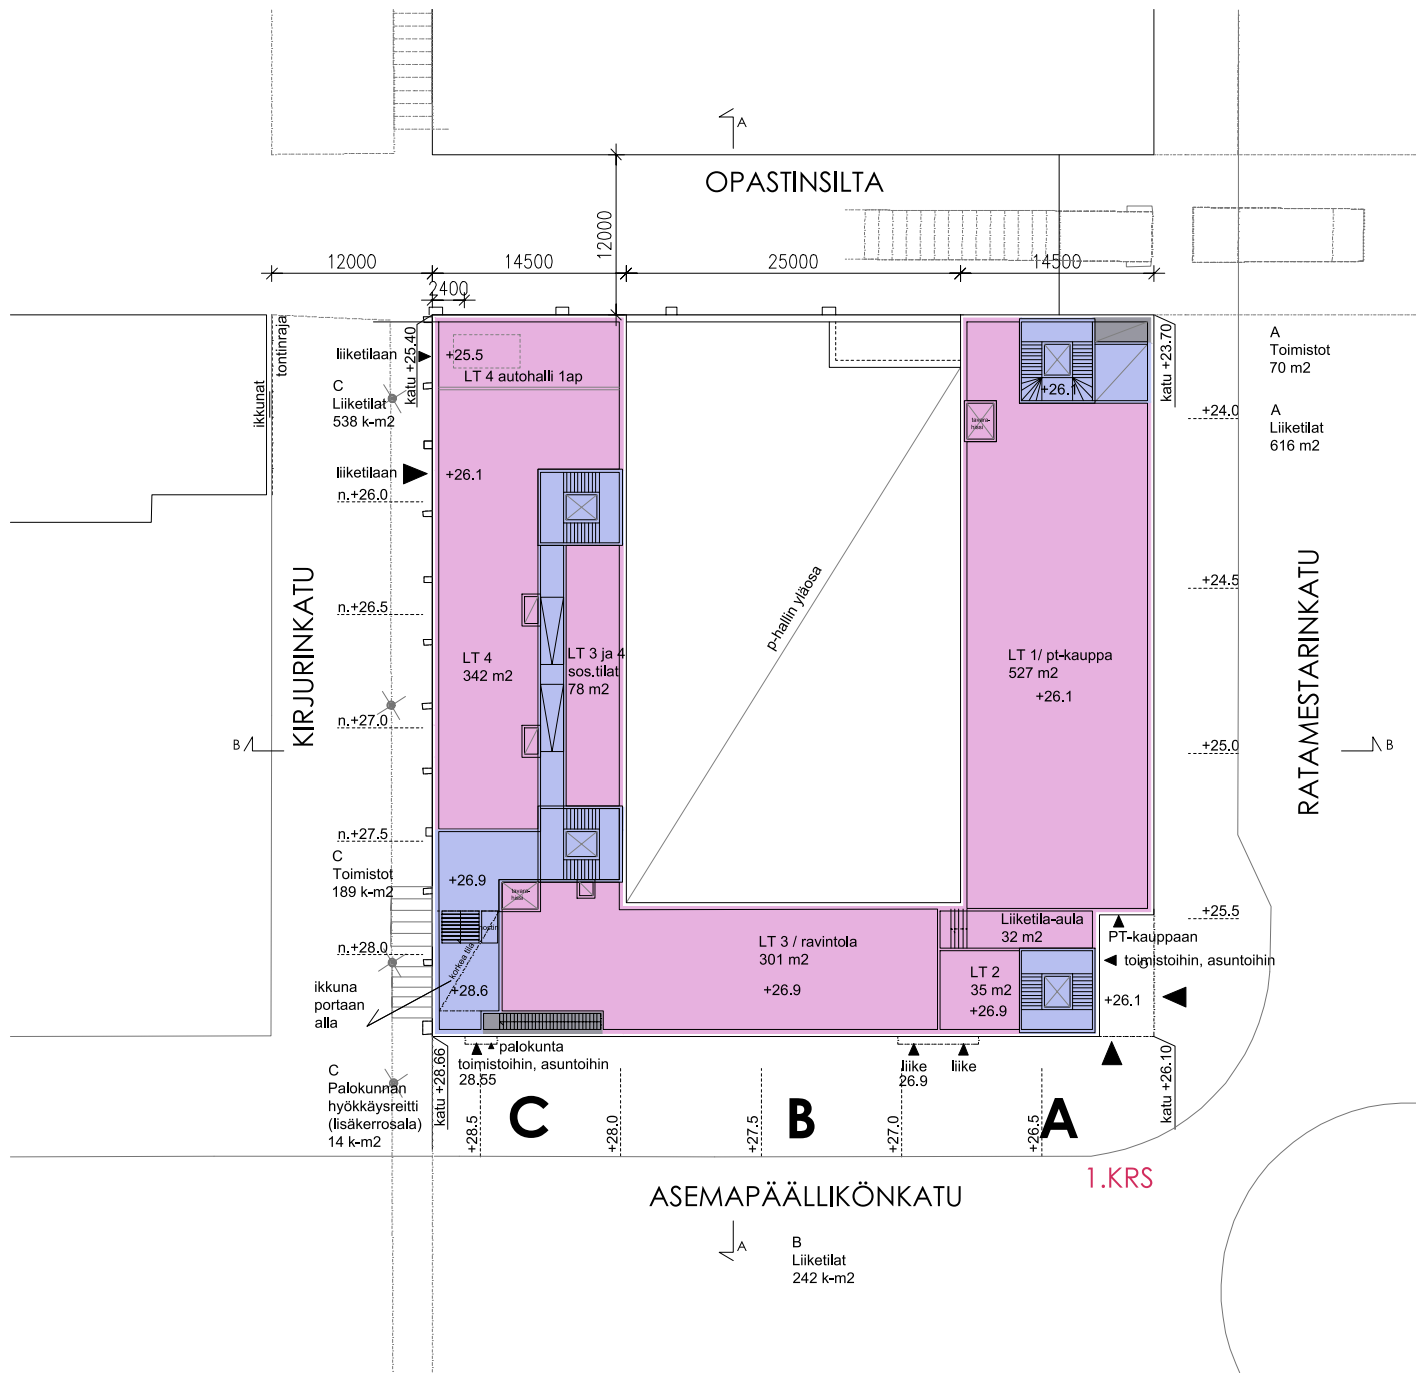 A
OPASTINSILTA
12000
12000
14500
25000
14500
2400
tontinraja
ikkunat
katu +25.40
liiketilaan
+25.5
LT 4 autohalli 1ap
C
Liiketilat
538 k-m2
liiketilaan
+26.1
n.+26.0
n.+26.5
n.+27.0
n.+27.5
n.+28.0
KIRJURINKATU
B
LT 4
342 m2
LT 3 ja 4
sos.tilat
78 m2
p-hallin yläosa
+26.1
LT 1/ pt-kauppa
527 m2
+26.1
katu +23.70
A
Toimistot
70 m2
A
Liiketilat
616 m2
+24.0
+24.5
+25.0
+25.5
RATAMESTARINKATU
B
C
Toimistot
189 k-m2
+26.9
korkea tila
+28.6
ikkuna
portaan
alla
LT 3 / ravintola
301 m2
+26.9
Liiketila-aula
32 m2
LT 2
35 m2
+26.9
PT-kauppaan
toimistoihin, asuntoihin
+26.1
palokunta
toimistoihin, asuntoihin
28.55
liike
26.9
liike
katu +28.66
katu +26.10
C
Palokunnan
hyökkäysreitti
(lisäkerrosala)
14 k-m2
+28.5
C
+28.0
+27.5
B
+27.0
+26.5
A
1.KRS
ASEMAPÄÄLLIKÖNKATU
A
B
Liiketilat
242 k-m2